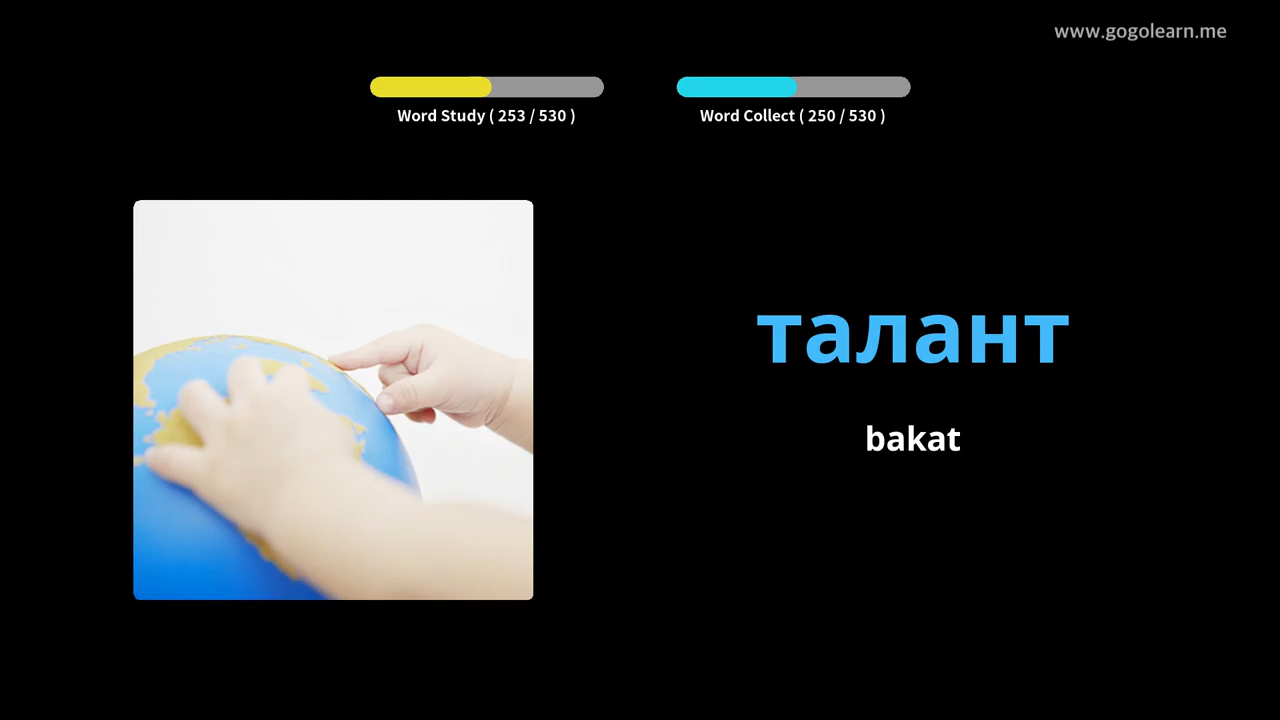 www.gogolearn.me
Word Study ( 253 / 530 )
Word Collect ( 250 / 530 )
талант
bakat